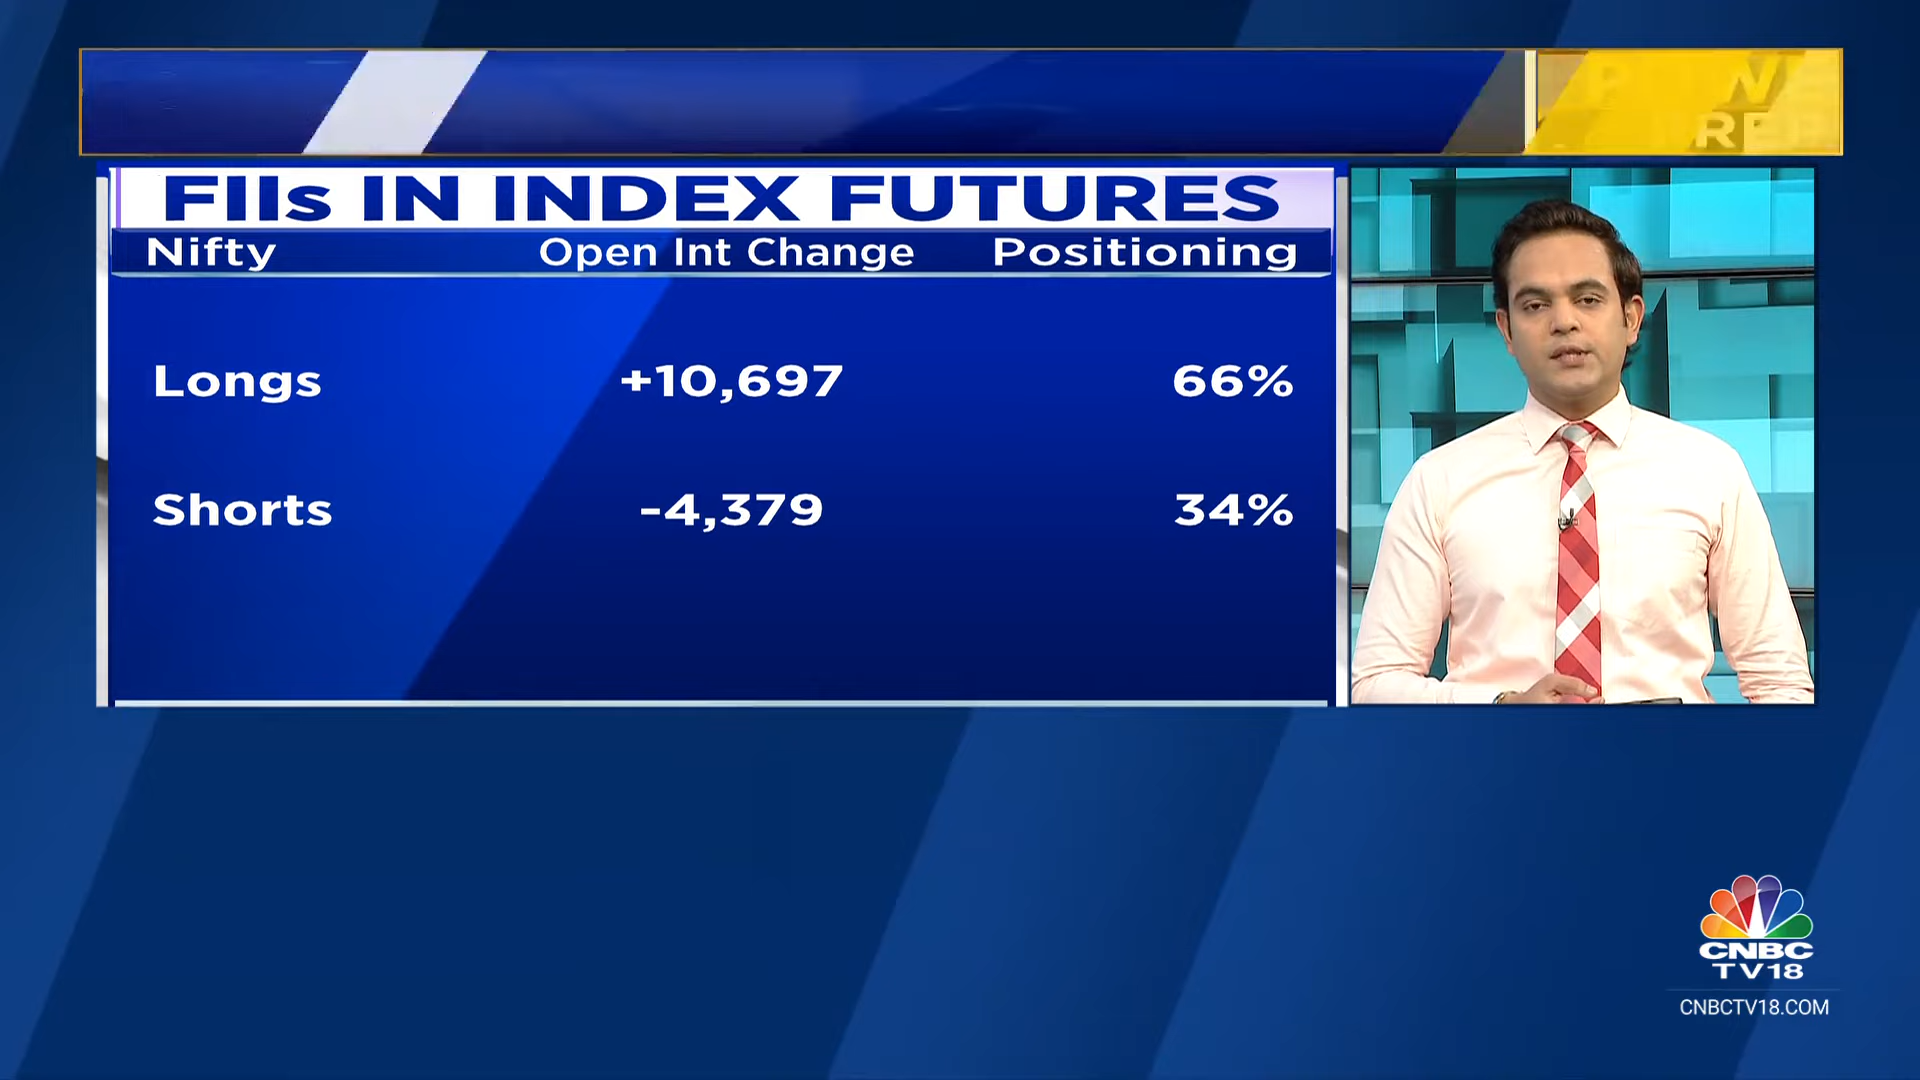 FIIs IN INDEX FUTURES
Nifty Open Int Change Positioning
Longs +10,697 66%
Shorts -4,379 34%
CNBC
TV18
CNBCTV18.COM